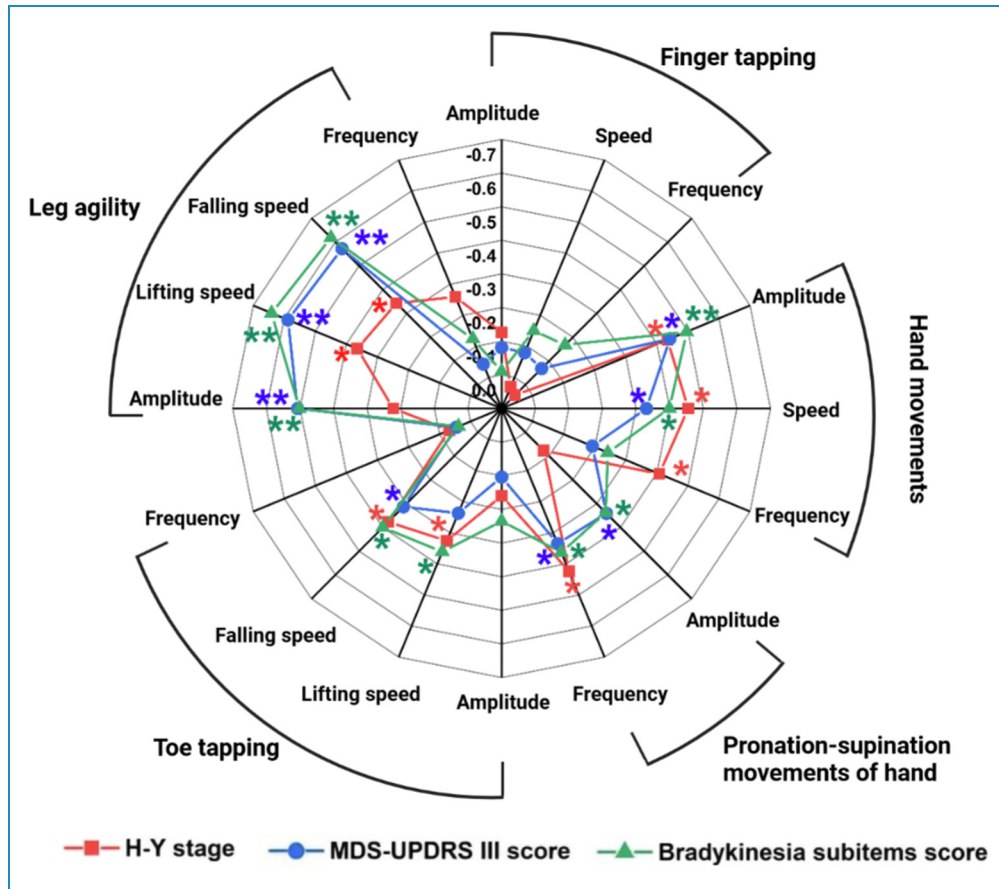 Finger tapping
Amplitude
Speed
Frequency
Hand movements
Amplitude
Speed
Frequency
Pronation-supination
movements of hand
Amplitude
Frequency
Toe tapping
Amplitude
Lifting speed
Falling speed
Frequency
Leg agility
Amplitude
Lifting speed
Falling speed
Frequency
-0.7
-0.6
-0.5
-0.4
-0.3
-0.2
-0.1
0.0
** ** * ** ** * ** ** * * ** * * * * * * * * * * * * * * *
H-Y stage MDS-UPDRS III score Bradykinesia subitems score